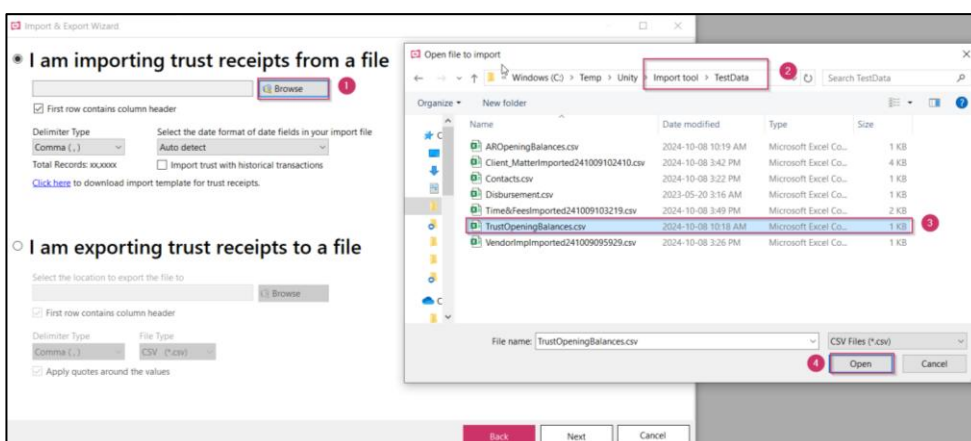 Import & Export Wizard
I am importing trust receipts from a file
Browse
1
First row contains column header
Delimiter Type
Select the date format of date fields in your import file
Comma ( , )
Auto detect
Total Records: xx,xxxx
Import trust with historical transactions
Click here to download import template for trust receipts.
I am exporting trust receipts to a file
Select the location to export the file to
Browse
First row contains column header
Delimiter Type
File Type
Comma ( , )
CSV (*.csv)
Apply quotes around the values
Back
Next
Cancel
Open file to import
Windows (C:) > Temp > Unity > Import tool > TestData
2
Search TestData
Organize
New folder
Name Date modified Type Size
AROpeningBalances.csv 2024-10-08 10:19 AM Microsoft Excel Co... 1 KB
Client_MatterImported241009102410.csv 2024-10-08 3:42 PM Microsoft Excel Co... 4 KB
Contacts.csv 2024-10-08 3:22 PM Microsoft Excel Co... 1 KB
Disbursement.csv 2023-05-20 3:16 AM Microsoft Excel Co... 1 KB
Time&FeesImported241009103219.csv 2024-10-08 3:49 PM Microsoft Excel Co... 2 KB
TrustOpeningBalances.csv 2024-10-08 10:18 AM Microsoft Excel Co... 1 KB
3
VendorImpImported241009095929.csv 2024-10-08 3:26 PM Microsoft Excel Co... 1 KB
File name:
TrustOpeningBalances.csv
CSV Files (*.csv)
4
Open
Cancel